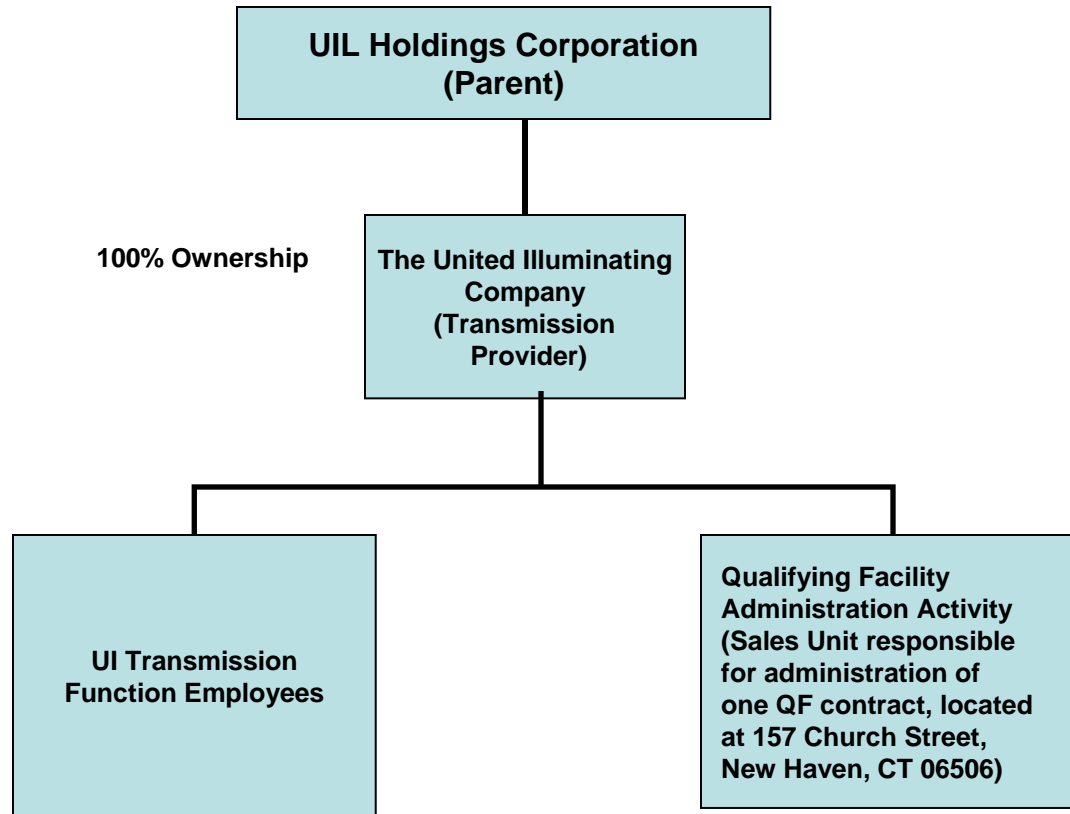 UIL Holdings Corporation
(Parent)
100% Ownership
The United Illuminating
Company
(Transmission
Provider)
UI Transmission
Function Employees
Qualifying Facility
Administration Activity
(Sales Unit responsible
for administration of
one QF contract, located
at 157 Church Street,
New Haven, CT 06506)